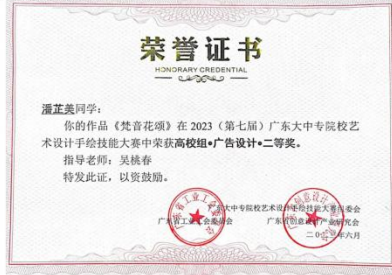 荣誉证书
HONORARY CREDENTIAL
潘芷美同学：
你的作品《梵音花颂》在2023（第七届）广东大中专院校艺
术设计手绘技能大赛中荣获高校组•广告设计•二等奖。
指导老师：吴桃春
特发此证，以资鼓励。
广东大中专院校艺术设计手绘技能大赛组委会
广东省工业工会委员会 广东省创意设计产业研究会
二〇二三年六月